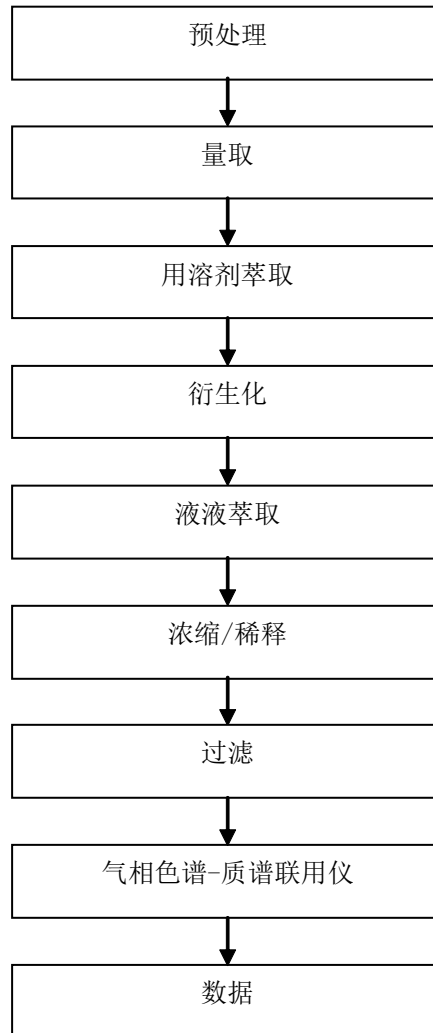 预处理
量取
用溶剂萃取
衍生化
液液萃取
浓缩/稀释
过滤
气相色谱-质谱联用仪
数据